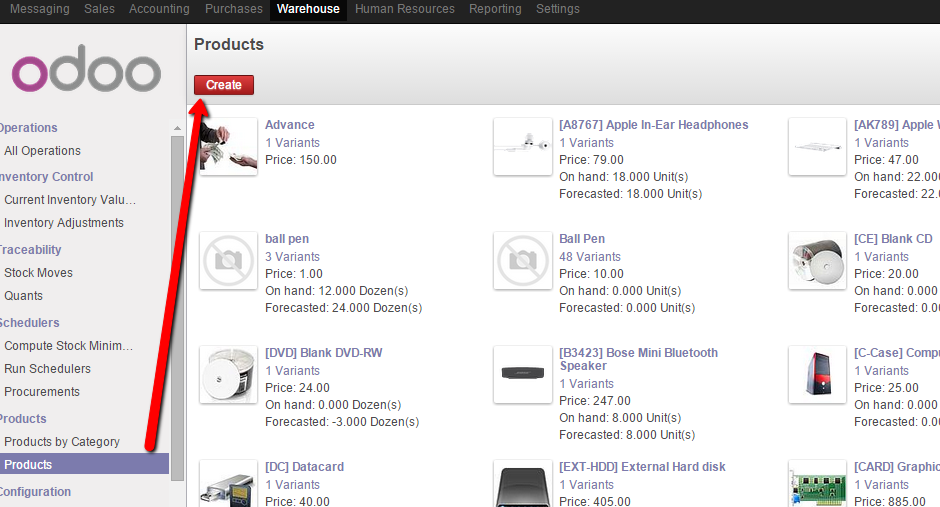 Messaging Sales Accounting Purchases Warehouse Human Resources Reporting Settings
odoo
Operations
All Operations
Inventory Control
Current Inventory Valu...
Inventory Adjustments
Traceability
Stock Moves
Quants
Schedulers
Compute Stock Minim...
Run Schedulers
Procurements
Products
Products by Category
Products
Configuration
Products
Create
Advance
1 Variants
Price: 150.00
[A8767] Apple In-Ear Headphones
1 Variants
Price: 79.00
On hand: 18.000 Unit(s)
Forecasted: 18.000 Unit(s)
[AK789] Apple W
1 Variants
Price: 47.00
On hand: 22.000
Forecasted: 22.
ball pen
3 Variants
Price: 1.00
On hand: 12.000 Dozen(s)
Forecasted: 24.000 Dozen(s)
Ball Pen
48 Variants
Price: 10.00
On hand: 0.000 Unit(s)
Forecasted: 0.000 Unit(s)
[CE] Blank CD
1 Variants
Price: 20.00
On hand: 0.000
Forecasted: 0.00
[DVD] Blank DVD-RW
1 Variants
Price: 24.00
On hand: 0.000 Dozen(s)
Forecasted: -3.000 Dozen(s)
[B3423] Bose Mini Bluetooth
Speaker
1 Variants
Price: 247.00
On hand: 8.000 Unit(s)
Forecasted: 8.000 Unit(s)
[C-Case] Compu
1 Variants
Price: 25.00
On hand: 0.000
Forecasted: 0.00
[DC] Datacard
1 Variants
Price: 40.00
[EXT-HDD] External Hard disk
1 Variants
Price: 405.00
[CARD] Graphic
1 Variants
Price: 885.00